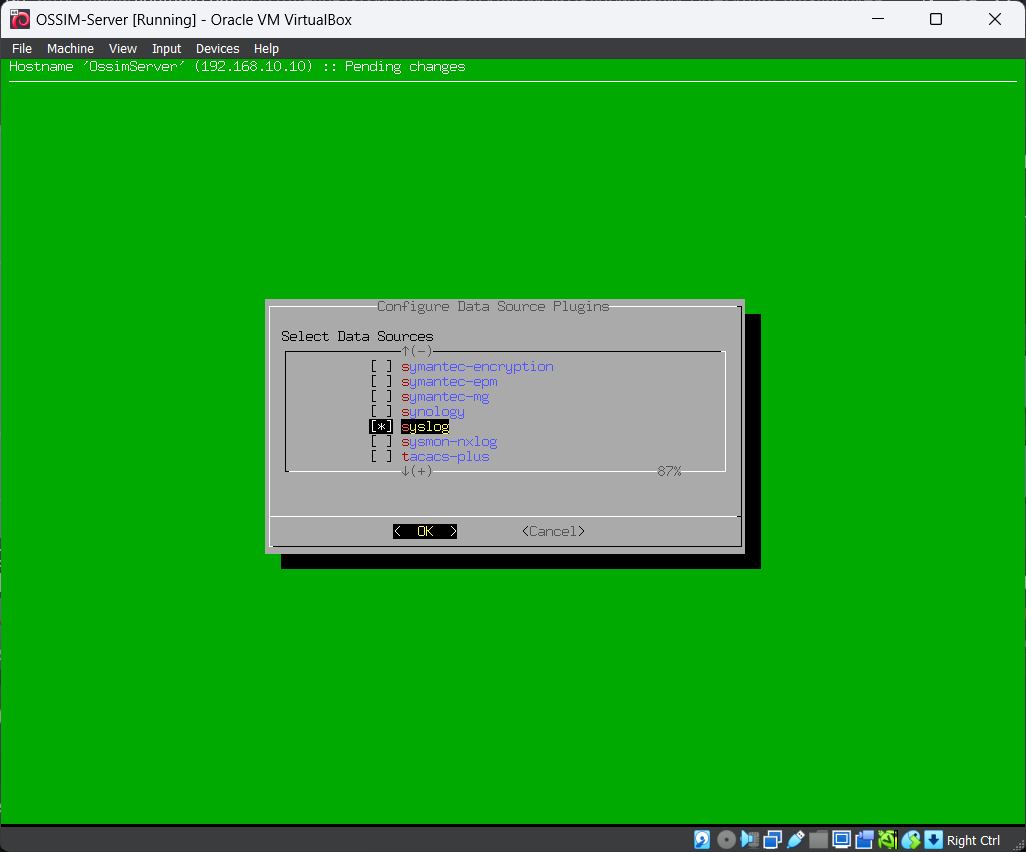 OSSIM-Server [Running] - Oracle VM VirtualBox
File Machine View Input Devices Help
Hostname 'OssimServer' (192.168.10.10) :: Pending changes
Configure Data Source Plugins
Select Data Sources
↑(-)
[ ] symantec-encryption
[ ] symantec-epm
[ ] symantec-mg
[ ] synology
[*] syslog
[ ] sysmon-nxlog
[ ] tacacs-plus
↓(+) 87%
< OK > <Cancel>
Right Ctrl